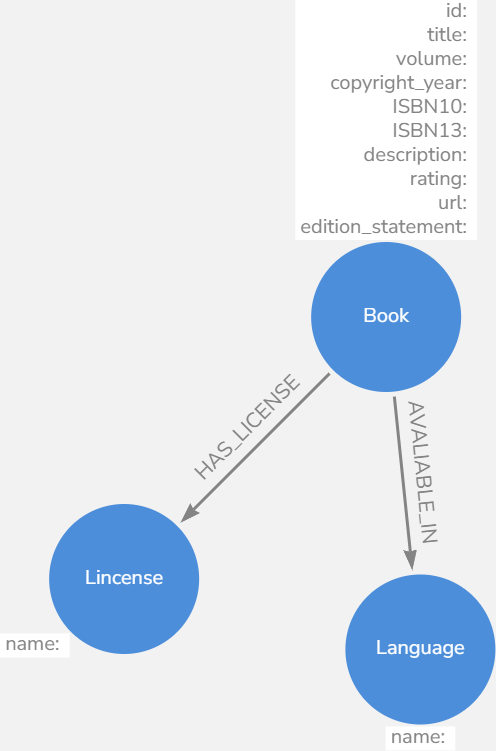 id:
title:
volume:
copyright_year:
ISBN10:
ISBN13:
description:
rating:
url:
edition_statement:
Book
HAS_LICENSE
AVALIABLE_IN
Lincense
name:
Language
name: